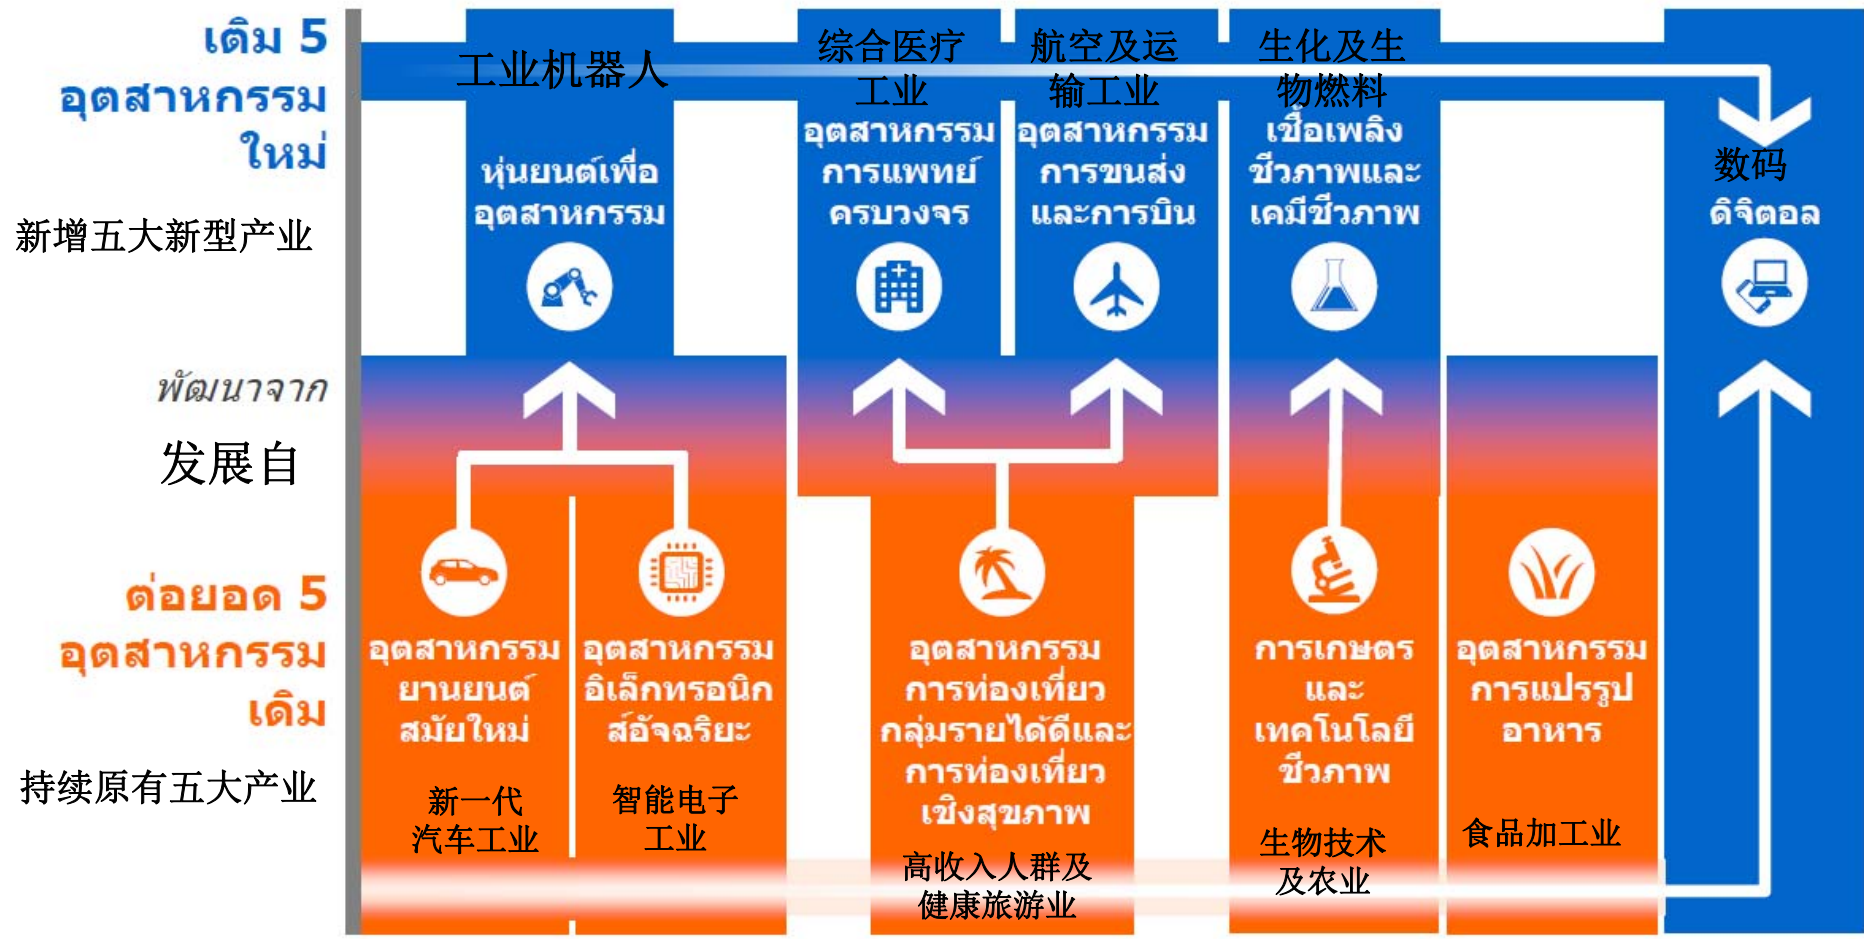 เติม 5
อุตสาหกรรม
ใหม่
新增五大新型产业
工业机器人
หุ่นยนต์เพื่อ
อุตสาหกรรม
综合医疗
工业
อุตสาหกรรม
การแพทย์
ครบวงจร
航空及运
输工业
อุตสาหกรรม
การขนส่ง
และการบิน
生化及生
物燃料
เชื้อเพลิง
ชีวภาพและ
เคมีชีวภาพ
数码
ดิจิตอล
พัฒนาจาก
发展自
ต่อยอด 5
อุตสาหกรรม
เดิม
持续原有五大产业
อุตสาหกรรม
ยานยนต์
สมัยใหม่
新一代
汽车工业
อุตสาหกรรม
อิเล็กทรอนิก
ส์อัจฉริยะ
智能电子
工业
อุตสาหกรรม
การท่องเที่ยว
กลุ่มรายได้ดีและ
การท่องเที่ยว
เชิงสุขภาพ
高收入人群及
健康旅游业
การเกษตร
และ
เทคโนโลยี
ชีวภาพ
生物技术
及农业
อุตสาหกรรม
การแปรรูป
อาหาร
食品加工业